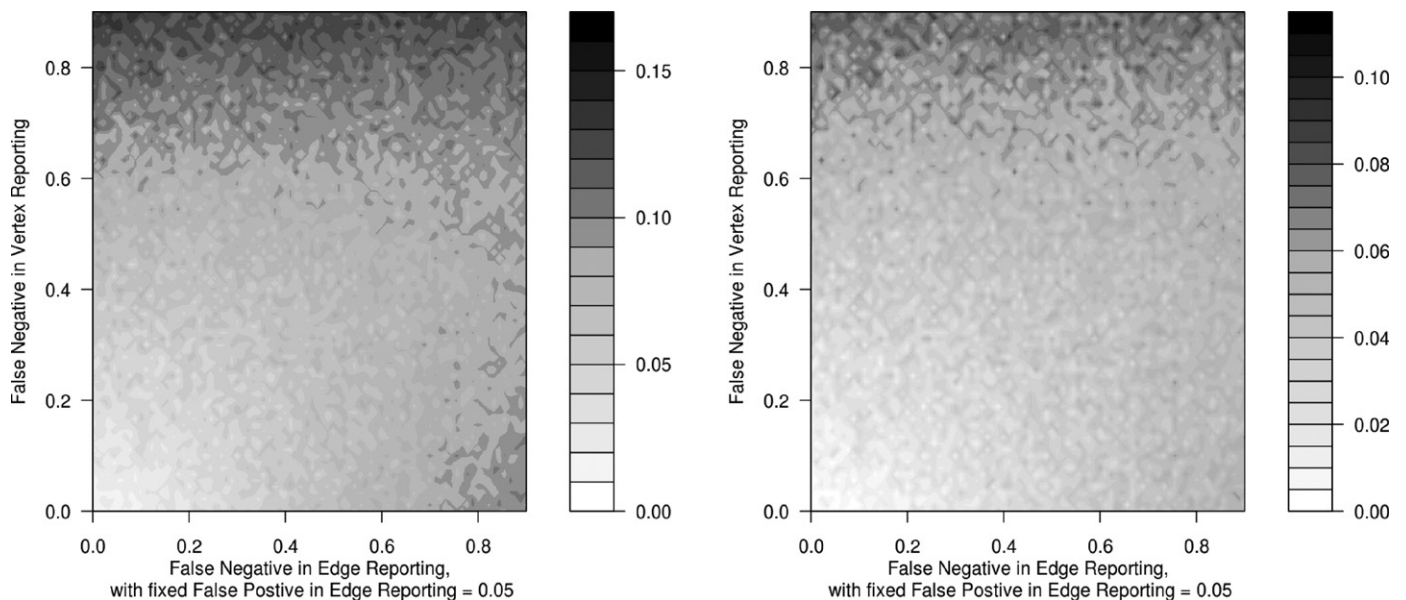 0.8
0.6
0.4
0.2
0.0
False Negative in Vertex Reporting
0.0 0.2 0.4 0.6 0.8
False Negative in Edge Reporting,
with fixed False Postive in Edge Reporting = 0.05
0.15
0.10
0.05
0.00
0.8
0.6
0.4
0.2
0.0
False Negative in Vertex Reporting
0.0 0.2 0.4 0.6 0.8
False Negative in Edge Reporting,
with fixed False Postive in Edge Reporting = 0.05
0.10
0.08
0.06
0.04
0.02
0.00